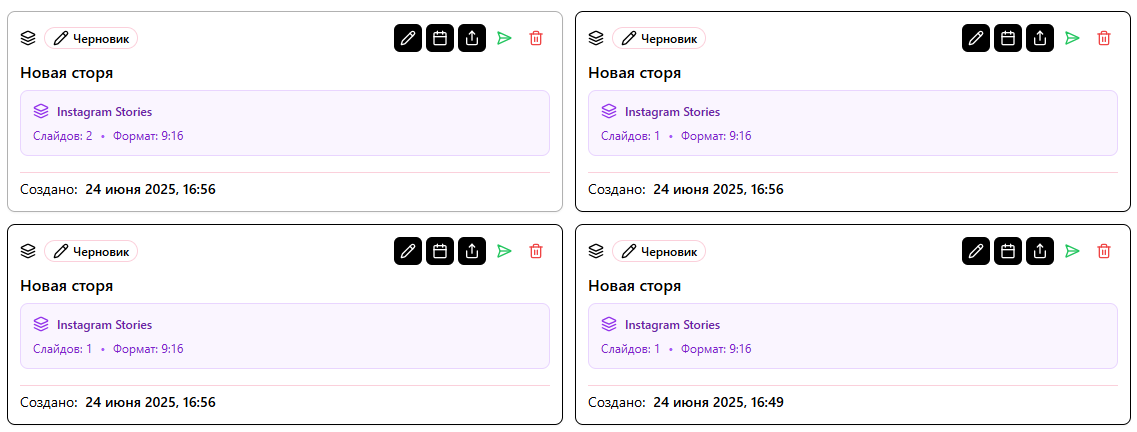 Черновик
Новая сторя
Instagram Stories
Слайдов: 2 • Формат: 9:16
Создано: 24 июня 2025, 16:56
Черновик
Новая сторя
Instagram Stories
Слайдов: 1 • Формат: 9:16
Создано: 24 июня 2025, 16:56
Черновик
Новая сторя
Instagram Stories
Слайдов: 1 • Формат: 9:16
Создано: 24 июня 2025, 16:56
Черновик
Новая сторя
Instagram Stories
Слайдов: 1 • Формат: 9:16
Создано: 24 июня 2025, 16:49